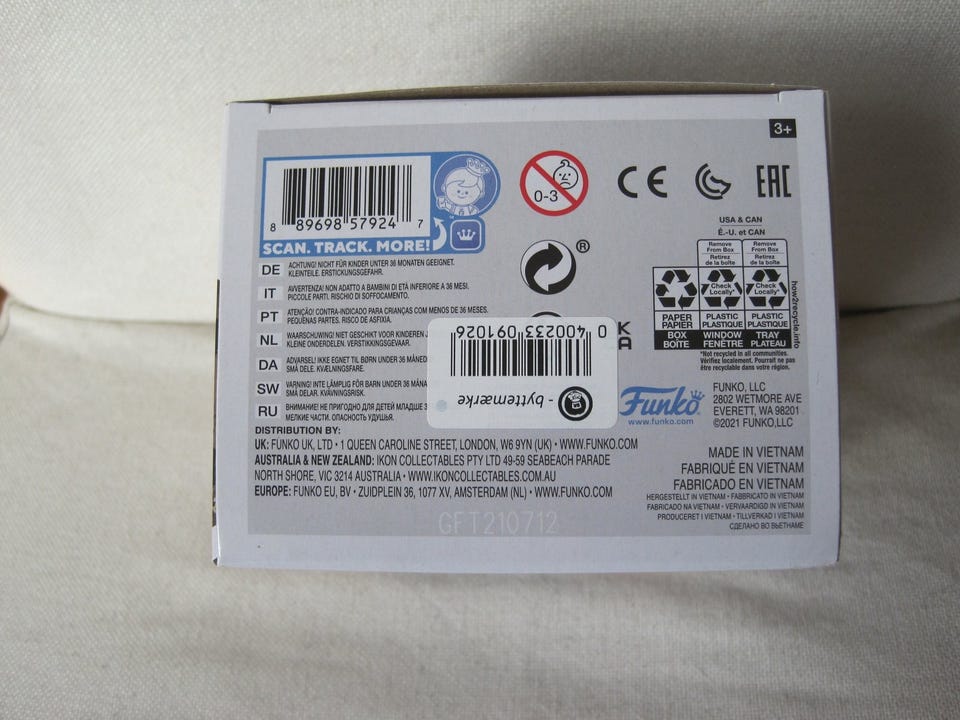 3+
8 89698 57924 7
SCAN. TRACK. MORE!
0-3
CE
EAC
DE ACHTUNG! NICHT FÜR KINDER UNTER 36 MONATEN GEEIGNET.
KLEINTEILE. ERSTICKUNGSGEFAHR.
IT AVVERTENZA! NON ADATTO A BAMBINI DI ETÀ INFERIORE A 36 MESI.
PICCOLE PARTI. RISCHIO DI SOFFOCAMENTO.
PT ATENÇÃO! CONTRA-INDICADO PARA CRIANÇAS COM MENOS DE 36 MESES.
PEQUENAS PARTES. RISCO DE ASFIXIA.
NL WAARSCHUWING! NIET GESCHIKT VOOR KINDEREN
KLEINE ONDERDELEN. VERSTIKKINGSGEVAAR.
DA ADVARSEL! IKKE EGNET TIL BØRN UNDER 36 MÅNED
SMÅ DELE. KVÆLNINGSFARE.
SW VARNING! INTE LÄMPLIG FÖR BARN UNDER 36 MÅNA
SMÅ DELAR. KVÄVNINGSRISK.
RU ВНИМАНИЕ! НЕ ПРИГОДНО ДЛЯ ДЕТЕЙ МЛАДШЕ 3
МЕЛКИЕ ЧАСТИ. ОПАСНОСТЬ УДУШЬЯ.
®
0 400233 091026
- byttemærke
USA & CAN
É.-U. et CAN
Remove From Box
Retirez de la boîte
Remove From Box
Retirez de la boîte
Check Locally*
Check Locally*
PAPER PAPIER
PLASTIC PLASTIQUE
PLASTIC PLASTIQUE
BOX BOÎTE
WINDOW FENÊTRE
TRAY PLATEAU
how2recycle.info
*Not recycled in all communities.
Vérifiez localement. Pourrait ne pas
être recyclable dans votre région.
Funko
www.funko.com
FUNKO, LLC
2802 WETMORE AVE
EVERETT, WA 98201
©2021 FUNKO,LLC
DISTRIBUTION BY:
UK: FUNKO UK, LTD • 1 QUEEN CAROLINE STREET, LONDON, W6 9YN (UK) • WWW.FUNKO.COM
AUSTRALIA & NEW ZEALAND: IKON COLLECTABLES PTY LTD 49-59 SEABEACH PARADE
NORTH SHORE, VIC 3214 AUSTRALIA • WWW.IKONCOLLECTABLES.COM.AU
EUROPE: FUNKO EU, BV • ZUIDPLEIN 36, 1077 XV, AMSTERDAM (NL) • WWW.FUNKO.COM
MADE IN VIETNAM
FABRIQUÉ EN VIETNAM
FABRICADO EN VIETNAM
HERGESTELLT IN VIETNAM • FABBRICATO IN VIETNAM
FABRICADO NA VIETNAM • VERVAARDIGD IN VIETNAM
PRODUCERET I VIETNAM • TILLVERKAD I VIETNAM
СДЕЛАНО ВО ВЬЕТНАМЕ
GFT210712